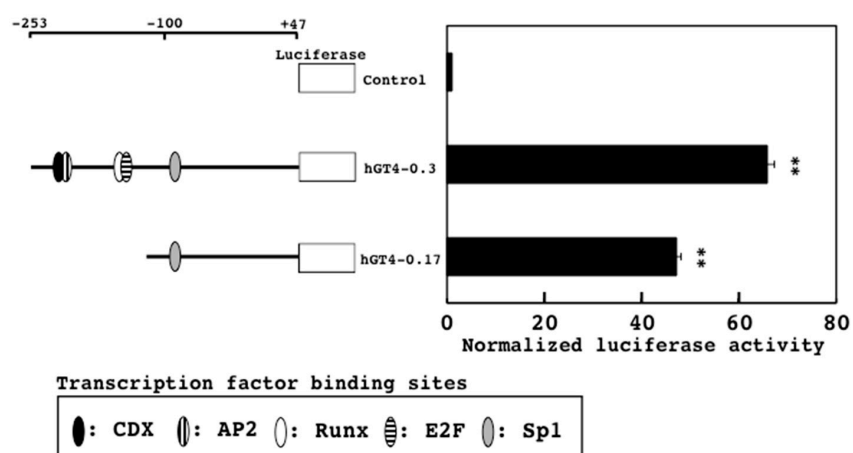 -253 -100 +47
Luciferase
Control
hGT4-0.3 **
hGT4-0.17 **
0 20 40 60 80
Normalized luciferase activity
Transcription factor binding sites
: CDX : AP2 : Runx : E2F : Sp1